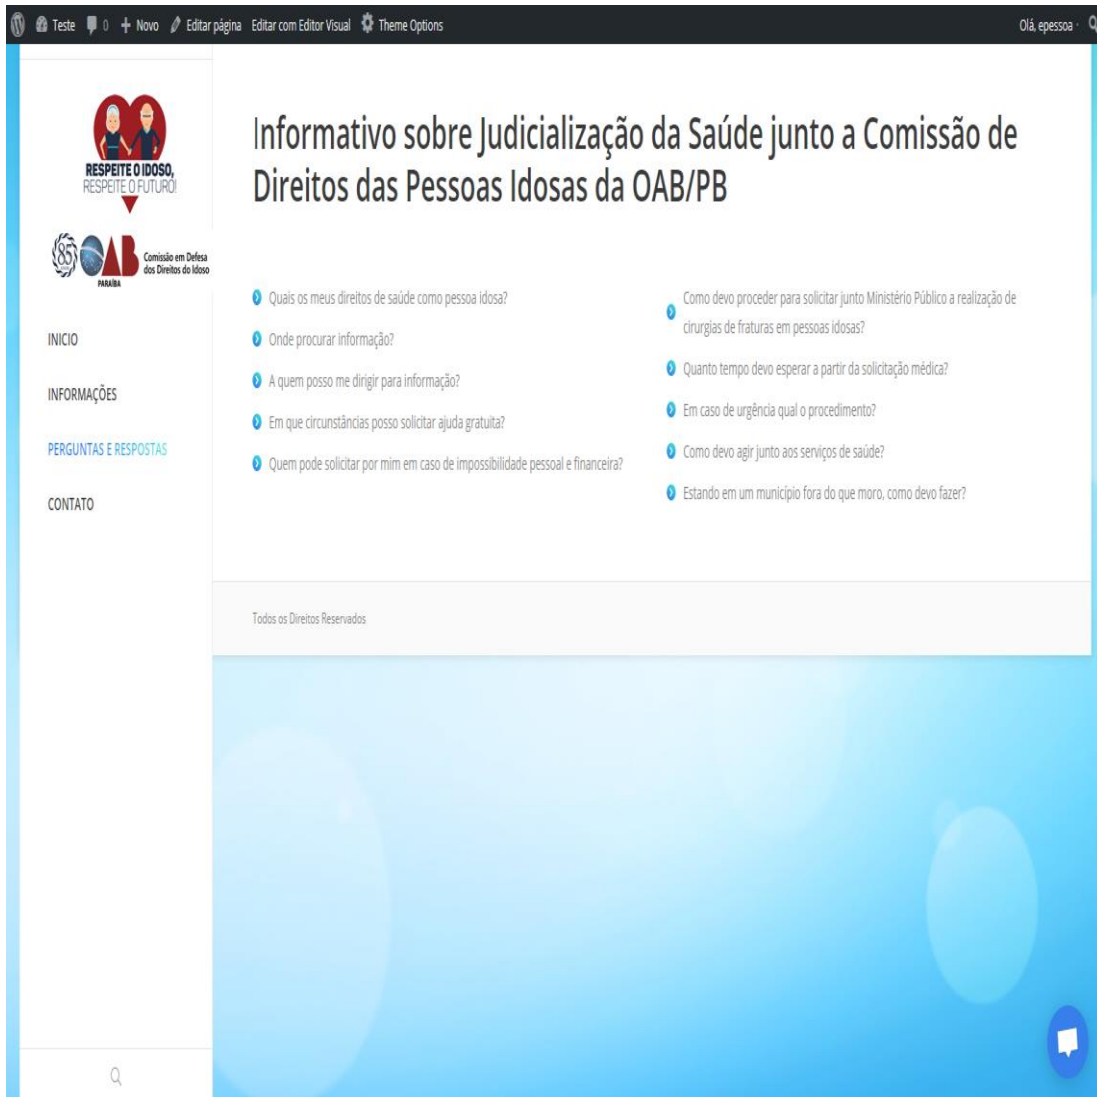 Teste 0 Novo Editar página Editar com Editor Visual Theme Options Olá, epessoa
RESPEITE O IDOSO,
RESPEITE O FUTURO!
85
OAB
PARAÍBA
Comissão em Defesa
dos Direitos do Idoso
INICIO
INFORMAÇÕES
PERGUNTAS E RESPOSTAS
CONTATO
Informativo sobre Judicialização da Saúde junto a Comissão de
Direitos das Pessoas Idosas da OAB/PB
Quais os meus direitos de saúde como pessoa idosa?
Onde procurar informação?
A quem posso me dirigir para informação?
Em que circunstâncias posso solicitar ajuda gratuita?
Quem pode solicitar por mim em caso de impossibilidade pessoal e financeira?
Como devo proceder para solicitar junto Ministério Público a realização de
cirurgias de fraturas em pessoas idosas?
Quanto tempo devo esperar a partir da solicitação médica?
Em caso de urgência qual o procedimento?
Como devo agir junto aos serviços de saúde?
Estando em um município fora do que moro, como devo fazer?
Todos os Direitos Reservados